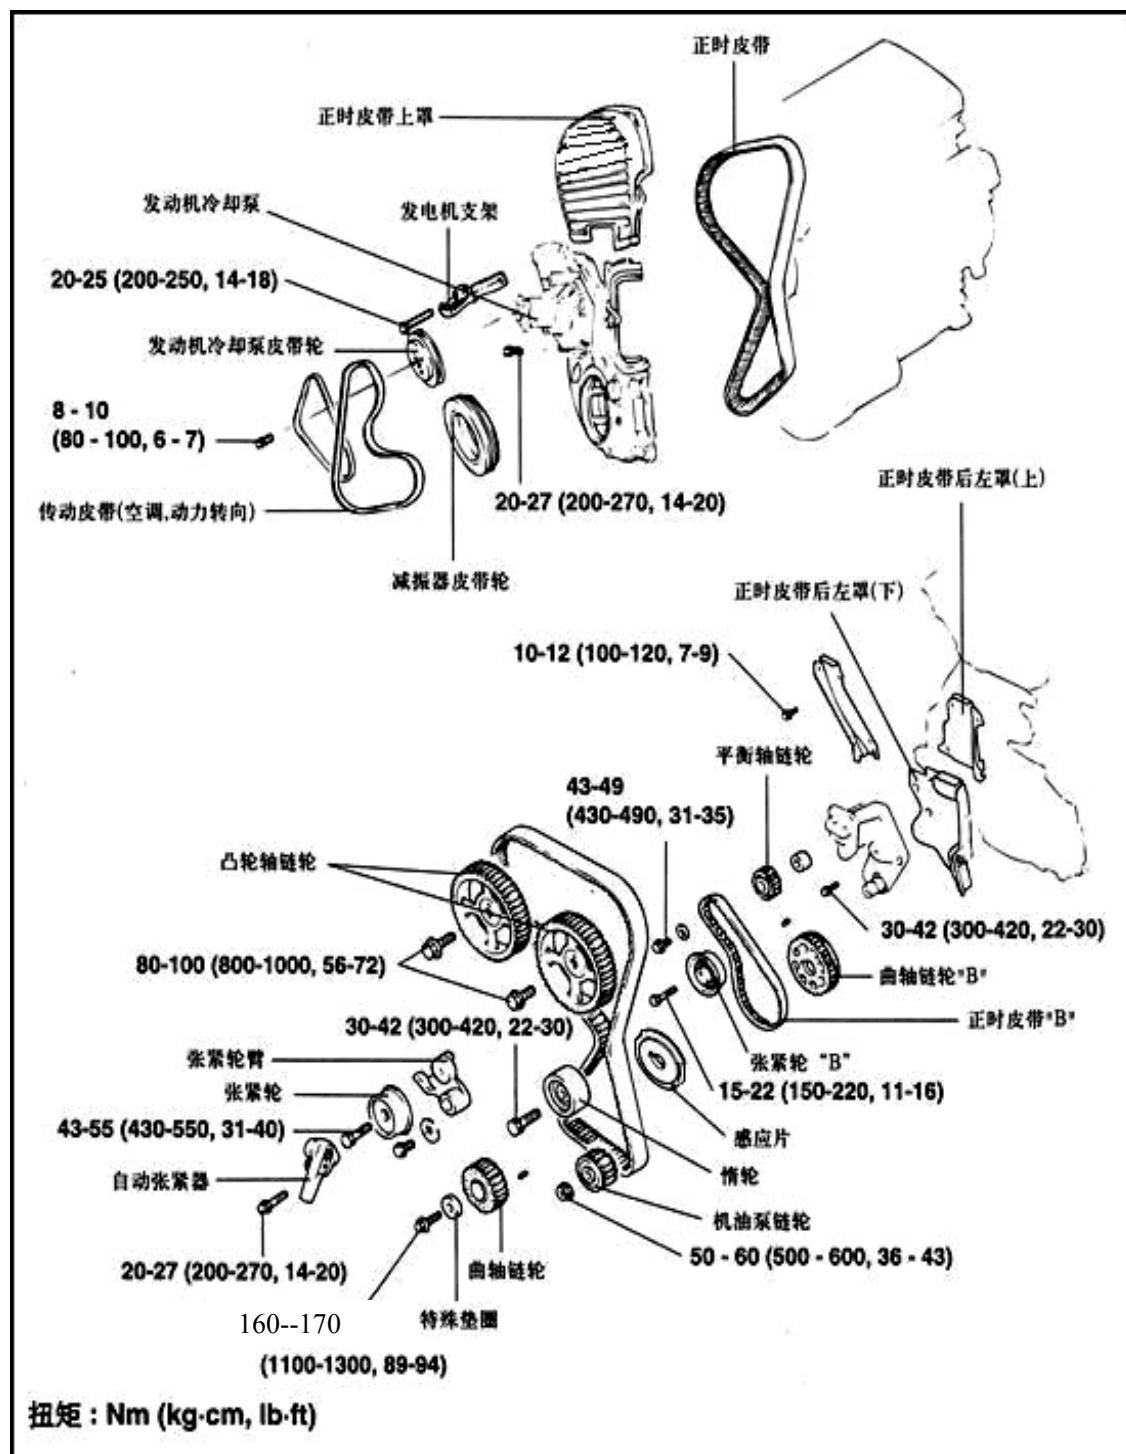 正时皮带
正时皮带上罩
发动机冷却泵
发电机支架
20-25 (200-250, 14-18)
发动机冷却泵皮带轮
8 - 10
(80 - 100, 6 - 7)
正时皮带后左罩(上)
20-27 (200-270, 14-20)
传动皮带(空调,动力转向)
减振器皮带轮
正时皮带后左罩(下)
10-12 (100-120, 7-9)
平衡轴链轮
43-49
(430-490, 31-35)
凸轮轴链轮
30-42 (300-420, 22-30)
80-100 (800-1000, 56-72)
曲轴链轮"B"
正时皮带"B"
30-42 (300-420, 22-30)
张紧轮臂
张紧轮 "B"
张紧轮
15-22 (150-220, 11-16)
43-55 (430-550, 31-40)
感应片
自动张紧器
惰轮
机油泵链轮
50 - 60 (500 - 600, 36 - 43)
20-27 (200-270, 14-20)
曲轴链轮
160--170
特殊垫圈
(1100-1300, 89-94)
扭矩 : Nm (kg·cm, lb·ft)